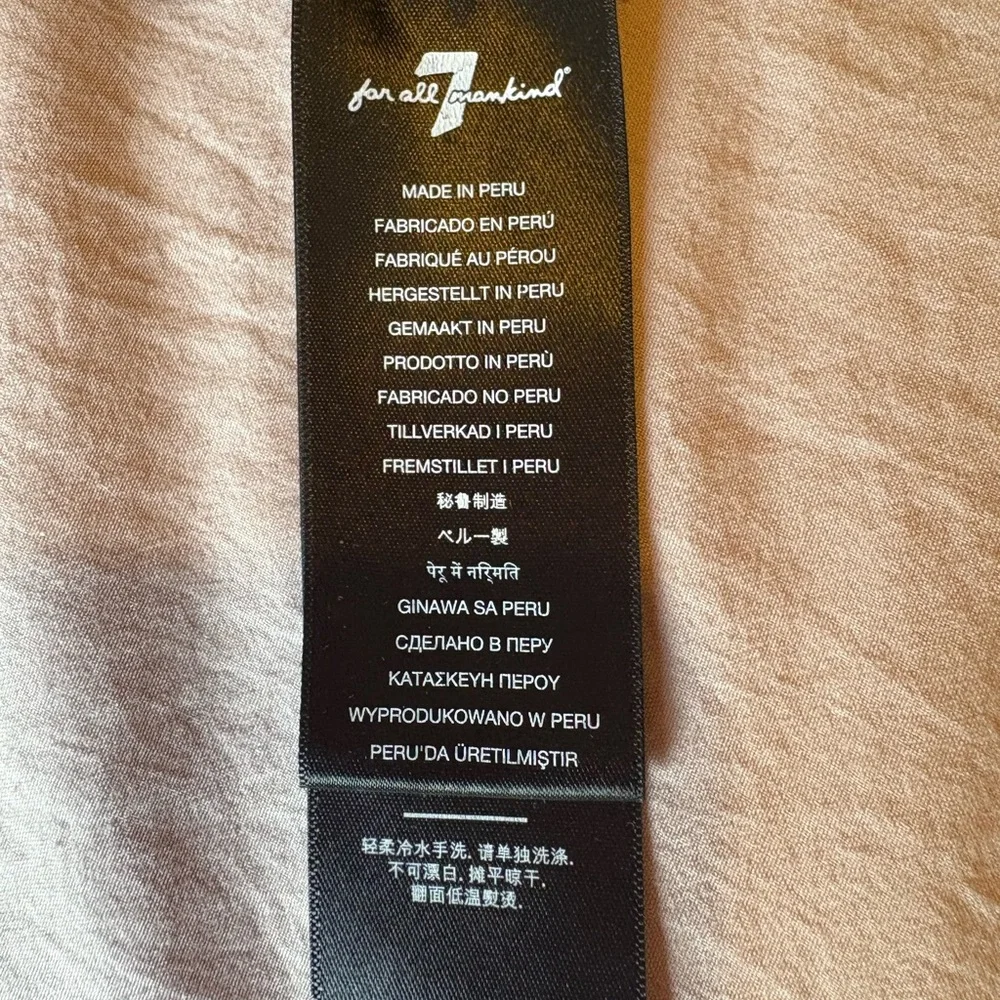 7 for all mankind®
MADE IN PERU
FABRICADO EN PERÚ
FABRIQUÉ AU PÉROU
HERGESTELLT IN PERU
GEMAAKT IN PERU
PRODOTTO IN PERÙ
FABRICADO NO PERU
TILLVERKAD I PERU
FREMSTILLET I PERU
秘鲁制造
ペルー製
पेरू में नर्िमति
GINAWA SA PERU
СДЕЛАНО В ПЕРУ
ΚΑΤΑΣΚΕΥΗ ΠΕΡΟΥ
WYPRODUKOWANO W PERU
PERU'DA ÜRETILMIŞTIR
轻柔冷水手洗. 请单独洗涤.
不可漂白. 摊平晾干.
翻面低温熨烫.